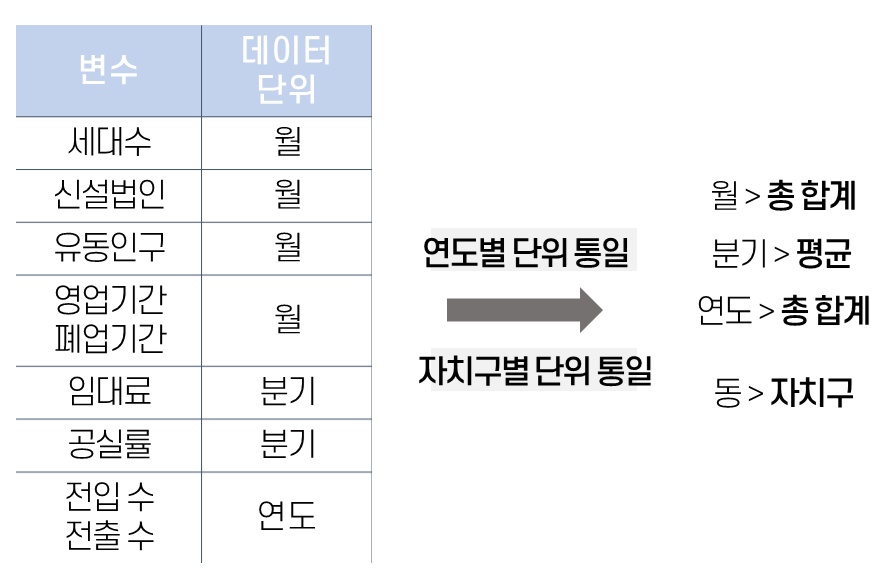 변수 데이터 단위
세대수 월
신설법인 월
유동인구 월
영업기간 폐업기간 월
임대료 분기
공실률 분기
전입 수 전출 수 연도
연도별 단위 통일
자치구별 단위 통일
월 > 총 합계
분기 > 평균
연도 > 총 합계
동 > 자치구